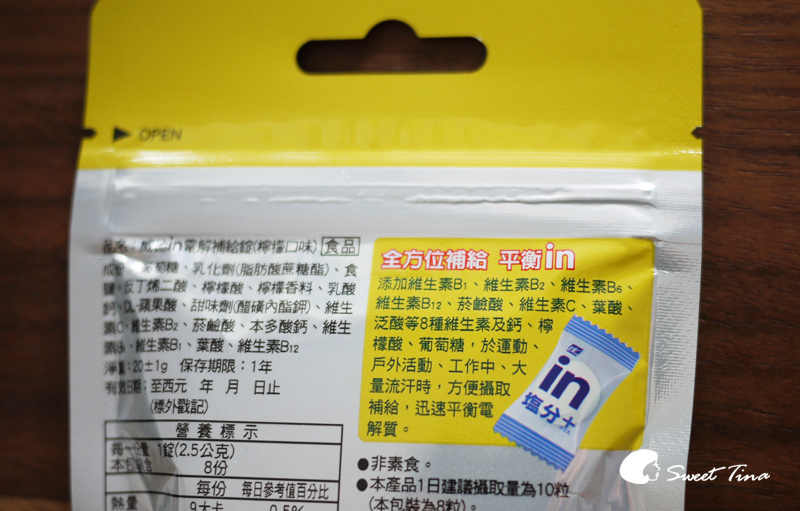 OPEN
品名：威德in電解補給錠(檸檬口味) 食品
成份：葡萄糖、乳化劑(脂肪酸蔗糖酯)、食
鹽、反丁烯二酸、檸檬酸、檸檬香料、乳酸
鈣、DL-蘋果酸、甜味劑(醋磺內酯鉀)、維生
素C、維生素B2、菸鹼酸、本多酸鈣、維生
素B6、維生素B1、葉酸、維生素B12
淨重：20±1g 保存期限：1年
有效日期：至西元 年 月 日止
(標外戳記)
營養標示
每一份量 1錠(2.5公克)
本包裝含 8份
每份 每日參考值百分比
熱量 9大卡 0.5%
全方位補給 平衡in
添加維生素B1、維生素B2、維生素B6、
維生素B12、菸鹼酸、維生素C、葉酸、
泛酸等8種維生素及鈣、檸
檬酸、葡萄糖，於運動、
戶外活動、工作中、大
量流汗時，方便攝取
補給，迅速平衡電
解質。
in
塩分＋
●非素食。
●本產品1日建議攝取量為10粒
(本包裝為8粒)。
Sweet Tina